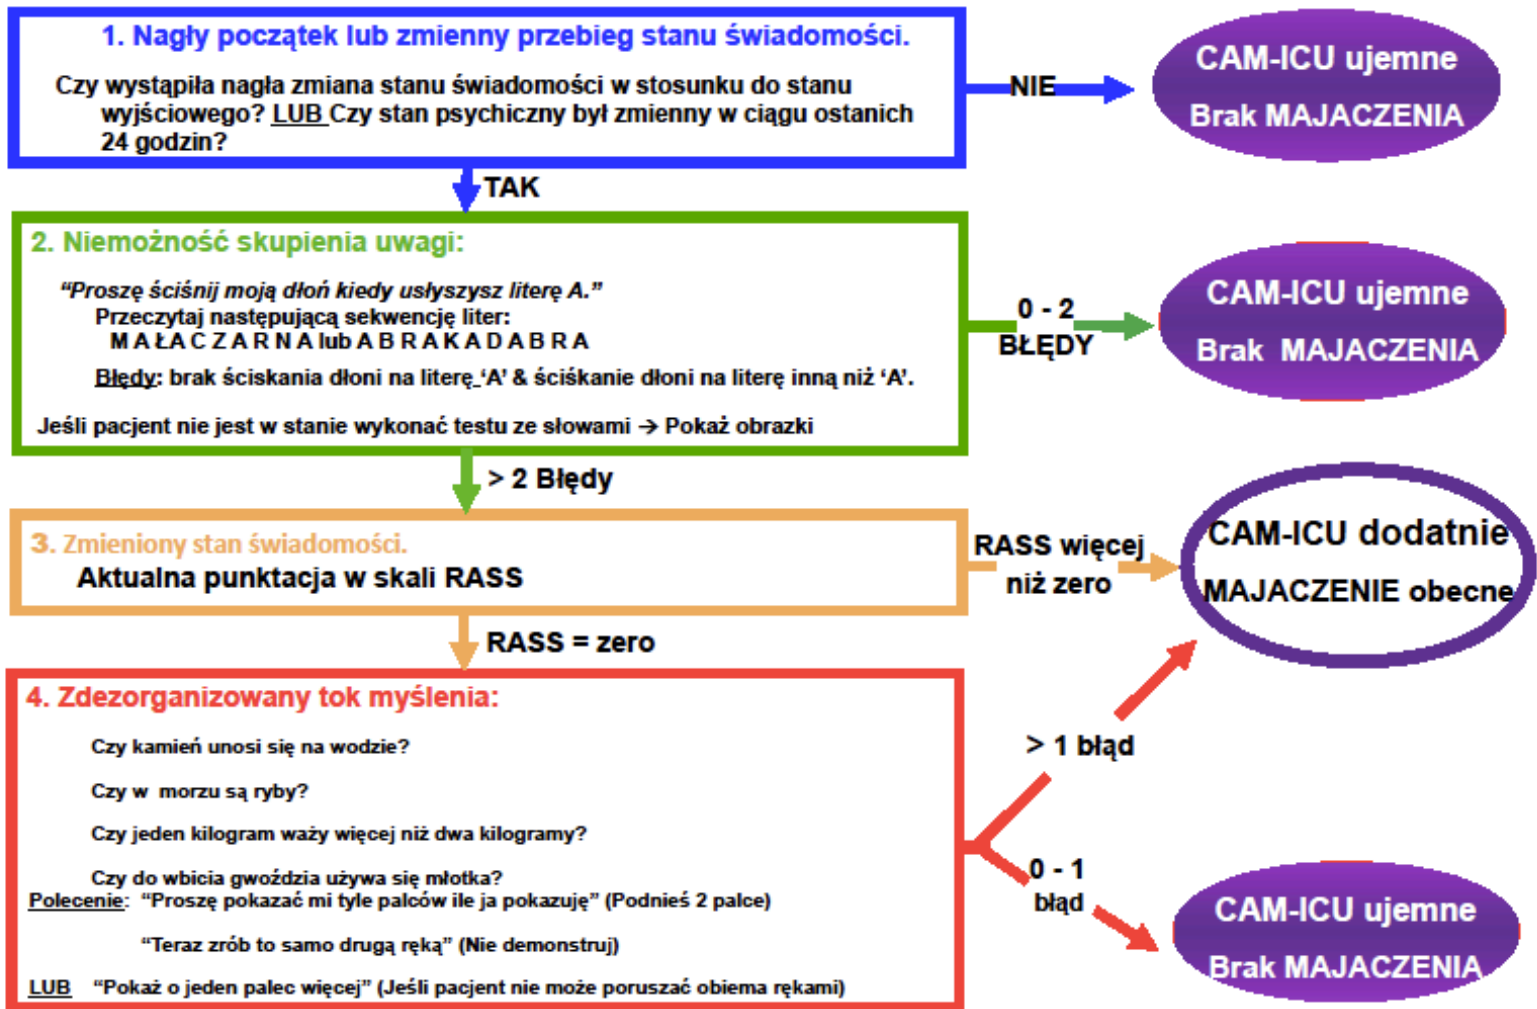 1. Nagły początek lub zmienny przebieg stanu świadomości.
Czy wystąpiła nagła zmiana stanu świadomości w stosunku do stanu
wyjściowego? LUB Czy stan psychiczny był zmienny w ciągu ostanich
24 godzin?
NIE
CAM-ICU ujemne
Brak MAJACZENIA
TAK
2. Niemożność skupienia uwagi:
“Proszę ściśnij moją dłoń kiedy usłyszysz literę A.”
Przeczytaj następującą sekwencję liter:
M A Ł A C Z A R N A lub A B R A K A D A B R A
Błędy: brak ściskania dłoni na literę ‘A’ & ściśkanie dłoni na literę inną niż ‘A’.
Jeśli pacjent nie jest w stanie wykonać testu ze słowami → Pokaż obrazki
0 - 2
BŁĘDY
CAM-ICU ujemne
Brak MAJACZENIA
> 2 Błędy
3. Zmieniony stan świadomości.
Aktualna punktacja w skali RASS
RASS więcej
niż zero
CAM-ICU dodatnie
MAJACZENIE obecne
RASS = zero
4. Zdezorganizowany tok myślenia:
Czy kamień unosi się na wodzie?
Czy w morzu są ryby?
Czy jeden kilogram waży więcej niż dwa kilogramy?
Czy do wbicia gwoździa używa się młotka?
Polecenie: “Proszę pokazać mi tyle palców ile ja pokazuję” (Podnieś 2 palce)
“Teraz zrób to samo drugą ręką” (Nie demonstruj)
LUB “Pokaż o jeden palec więcej” (Jeśli pacjent nie może poruszać obiema rękami)
> 1 błąd
0 - 1
błąd
CAM-ICU ujemne
Brak MAJACZENIA